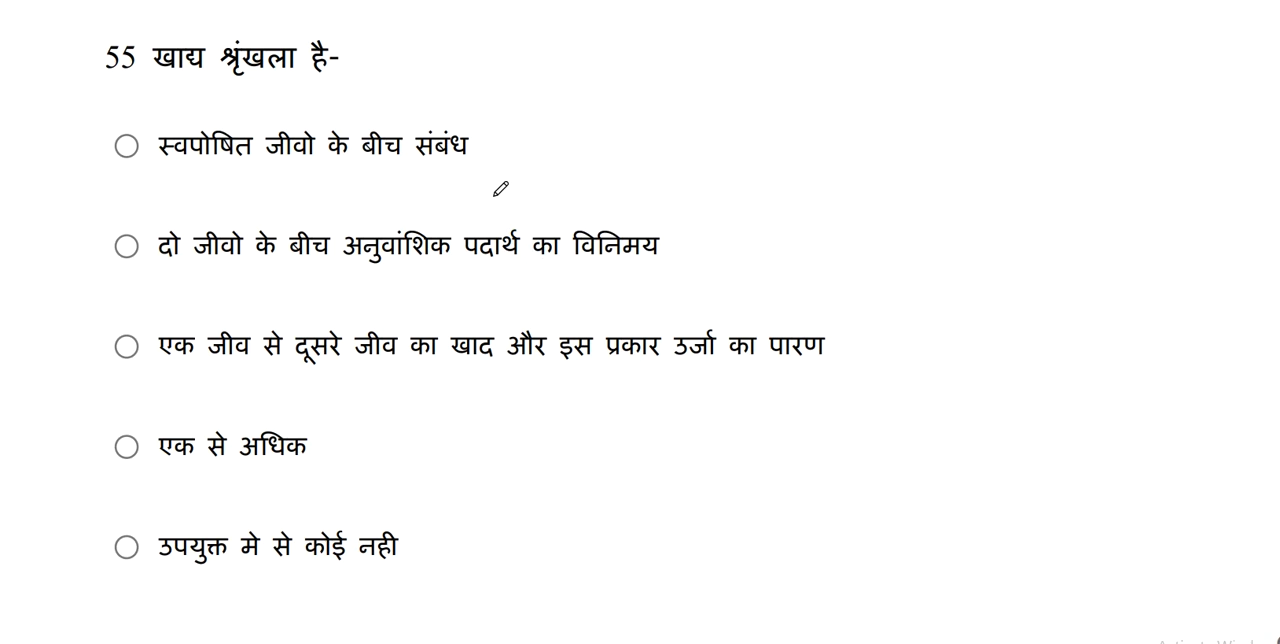 55 खाद्य श्रृंखला है-
स्वपोषित जीवो के बीच संबंध
दो जीवो के बीच अनुवांशिक पदार्थ का विनिमय
एक जीव से दूसरे जीव का खाद और इस प्रकार उर्जा का पारण
एक से अधिक
उपयुक्त मे से कोई नही